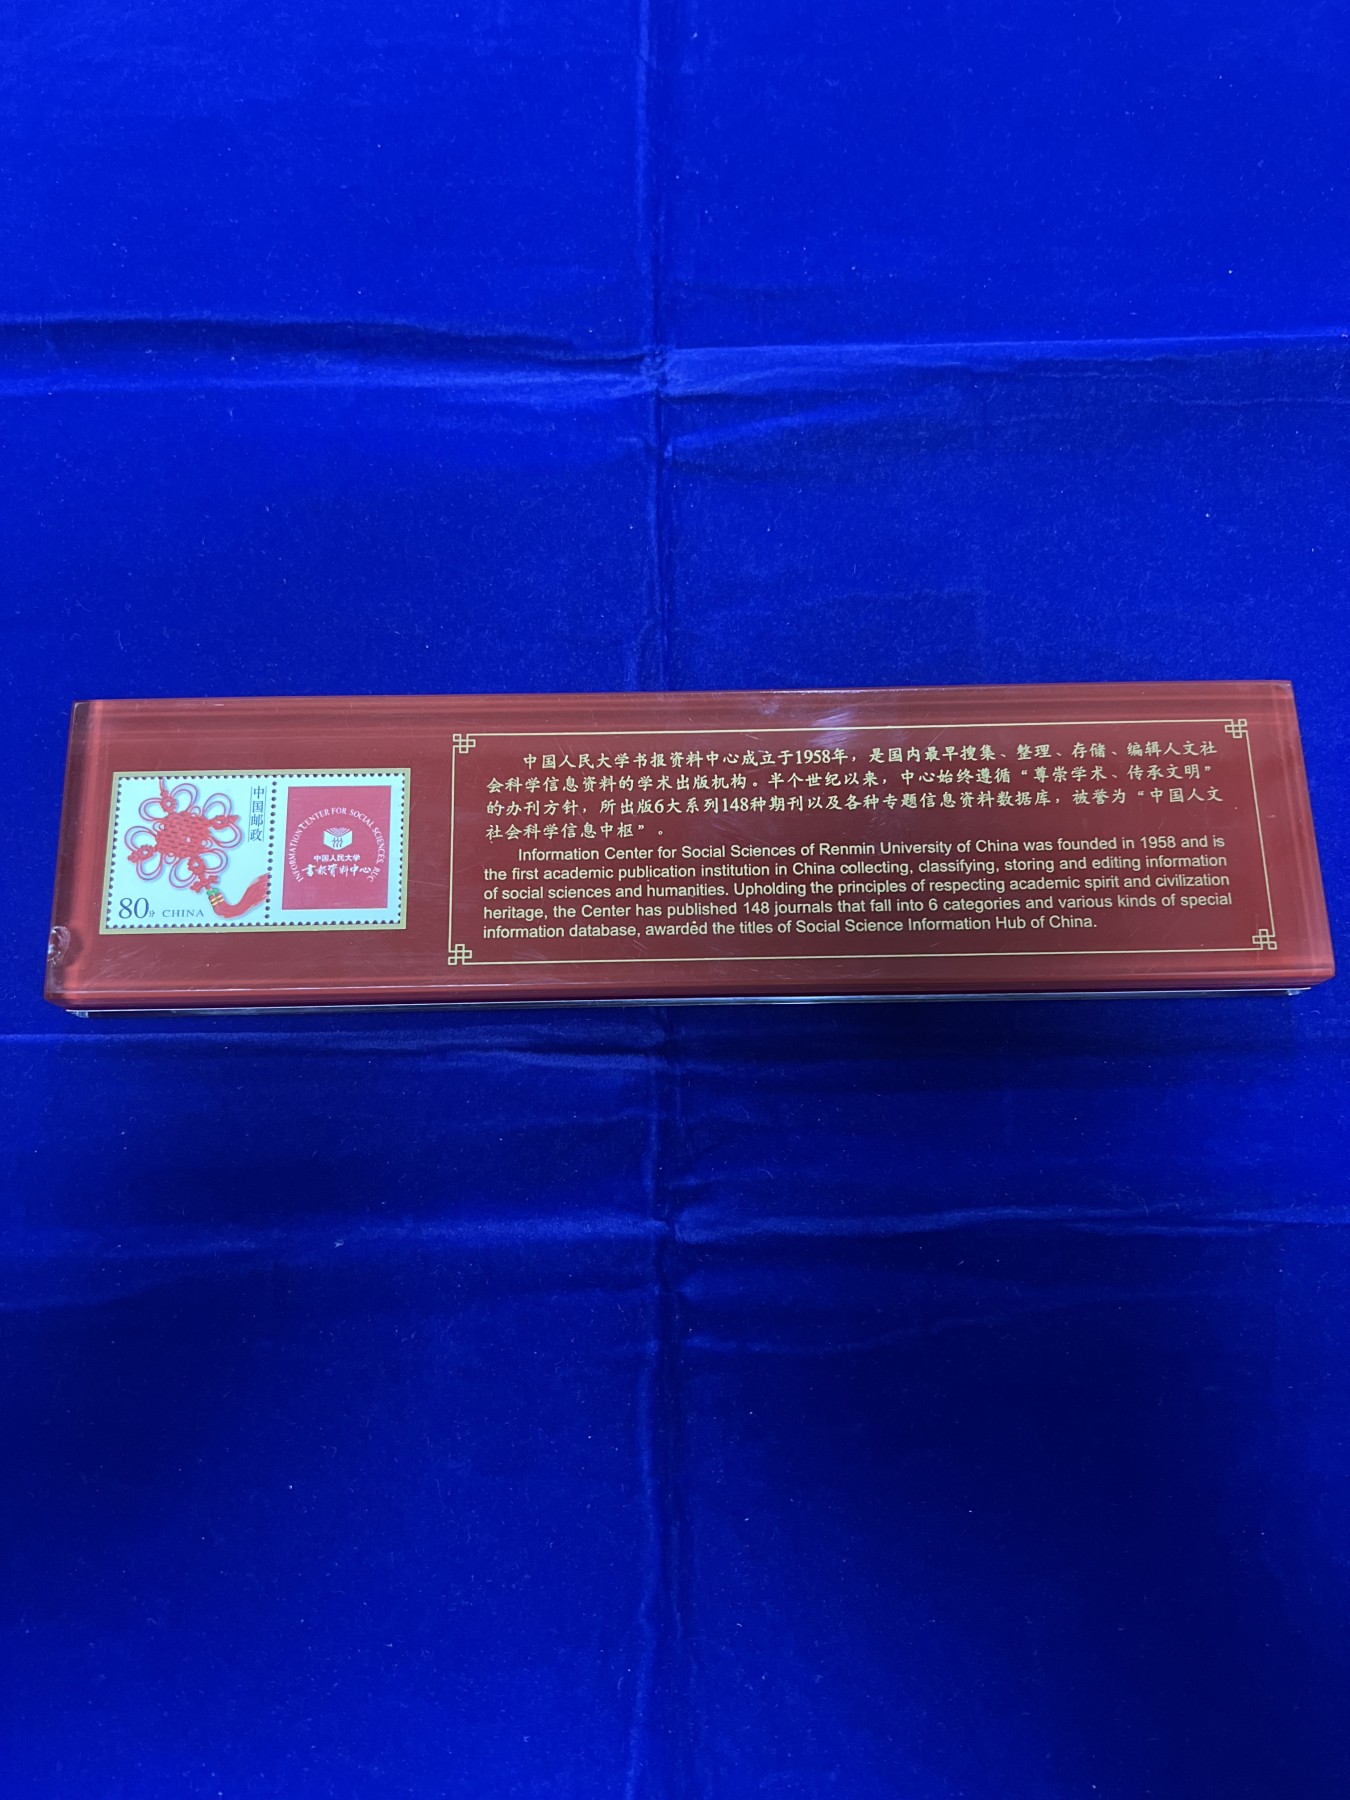 中国邮政
80分 CHINA
INFORMATION CENTER FOR SOCIAL SCIENCES, RUC
中国人民大学
书报资料中心
中国人民大学书报资料中心成立于1958年，是国内最早搜集、整理、存储、编辑人文社
会科学信息资料的学术出版机构。半个世纪以来，中心始终遵循“尊崇学术、传承文明”
的办刊方针，所出版6大系列148种期刊以及各种专题信息资料数据库，被誉为“中国人文
社会科学信息中枢”。
Information Center for Social Sciences of Renmin University of China was founded in 1958 and is
the first academic publication institution in China collecting, classifying, storing and editing information
of social sciences and humanities. Upholding the principles of respecting academic spirit and civilization
heritage, the Center has published 148 journals that fall into 6 categories and various kinds of special
information database, awarded the titles of Social Science Information Hub of China.